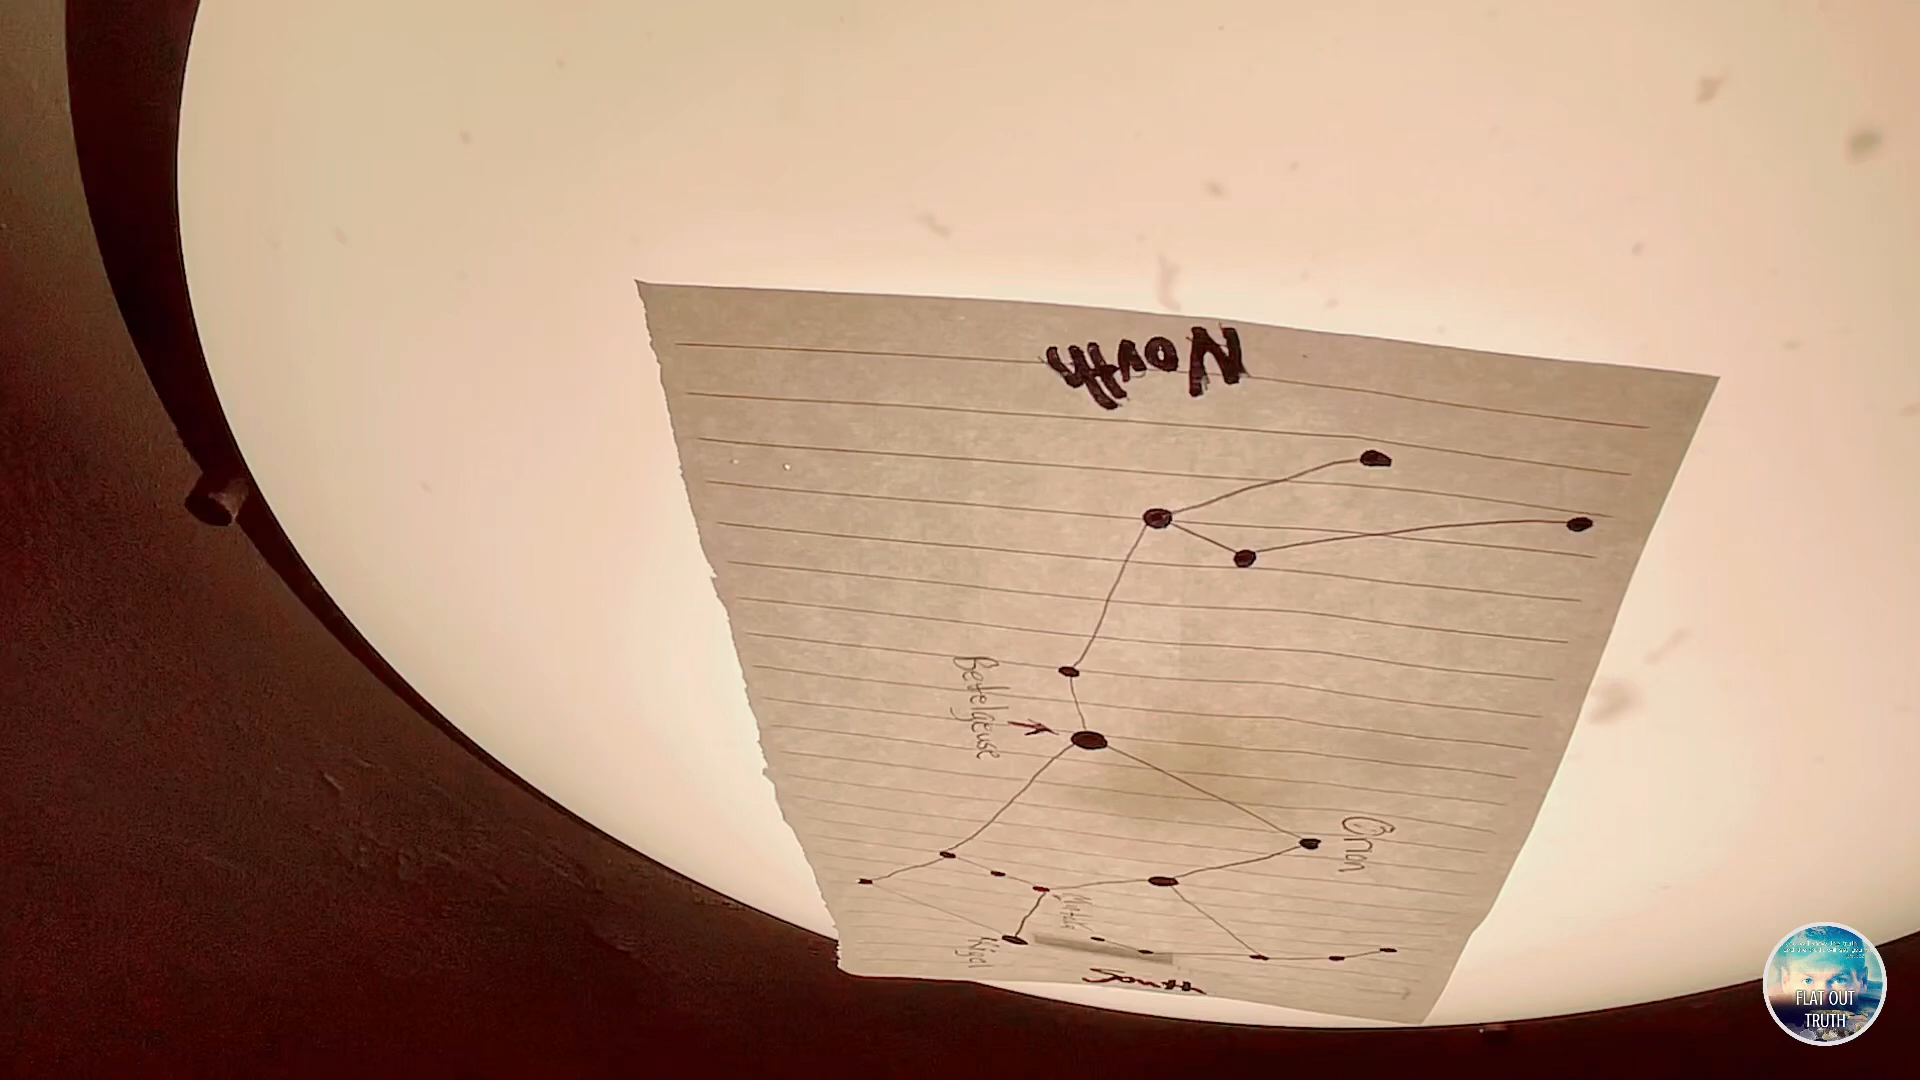 North
Betelgeuse
Orion
Rigel
South
FLAT OUT
TRUTH